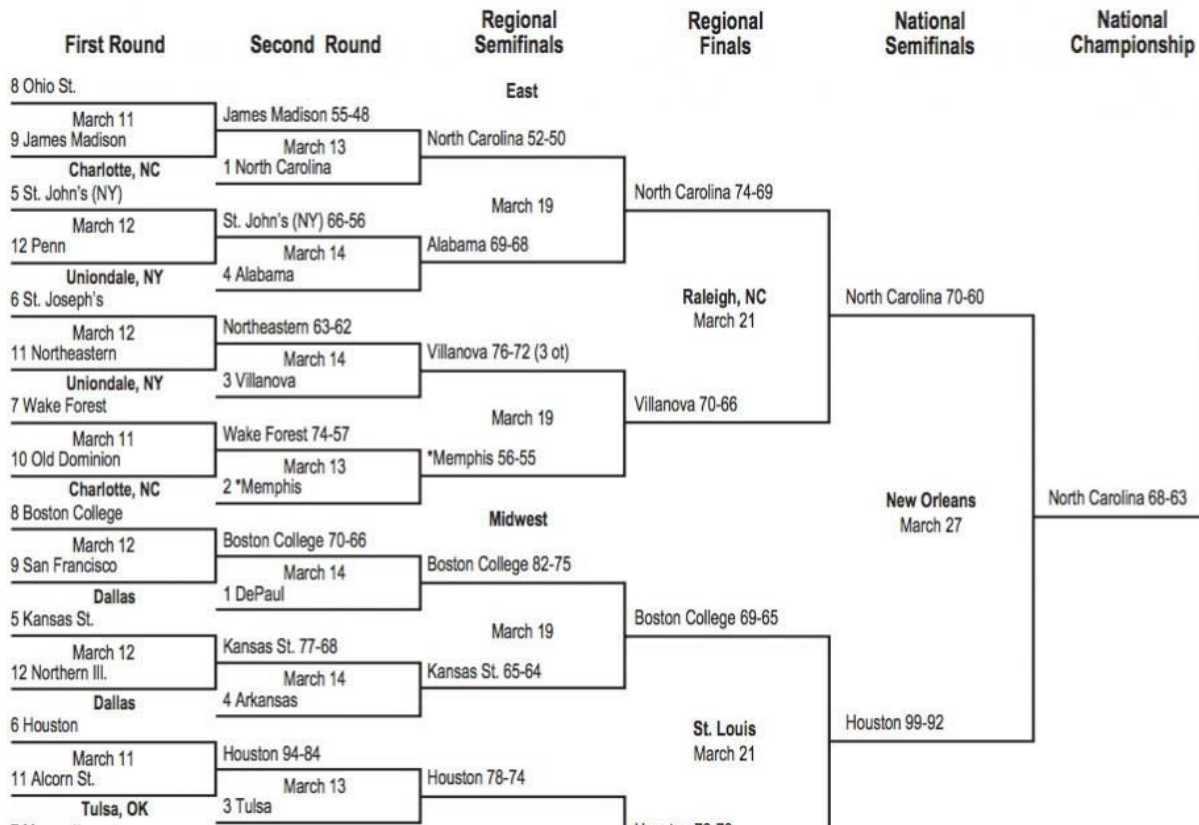 First Round
Second Round
Regional
Semifinals
Regional
Finals
National
Semifinals
National
Championship
East
8 Ohio St.
March 11
9 James Madison
Charlotte, NC
5 St. John's (NY)
March 12
12 Penn
Uniondale, NY
6 St. Joseph's
March 12
11 Northeastern
Uniondale, NY
7 Wake Forest
March 11
10 Old Dominion
Charlotte, NC
James Madison 55-48
March 13
1 North Carolina
St. John's (NY) 66-56
March 14
4 Alabama
Northeastern 63-62
March 14
3 Villanova
Wake Forest 74-57
March 13
2 *Memphis
North Carolina 52-50
March 19
Alabama 69-68
Villanova 76-72 (3 ot)
March 19
*Memphis 56-55
North Carolina 74-69
Raleigh, NC
March 21
Villanova 70-66
North Carolina 70-60
Midwest
8 Boston College
March 12
9 San Francisco
Dallas
5 Kansas St.
March 12
12 Northern Ill.
Dallas
6 Houston
March 11
11 Alcorn St.
Tulsa, OK
Boston College 70-66
March 14
1 DePaul
Kansas St. 77-68
March 14
4 Arkansas
Houston 94-84
March 13
3 Tulsa
Boston College 82-75
March 19
Kansas St. 65-64
Houston 78-74
Boston College 69-65
St. Louis
March 21
Houston 99-92
New Orleans
March 27
North Carolina 68-63